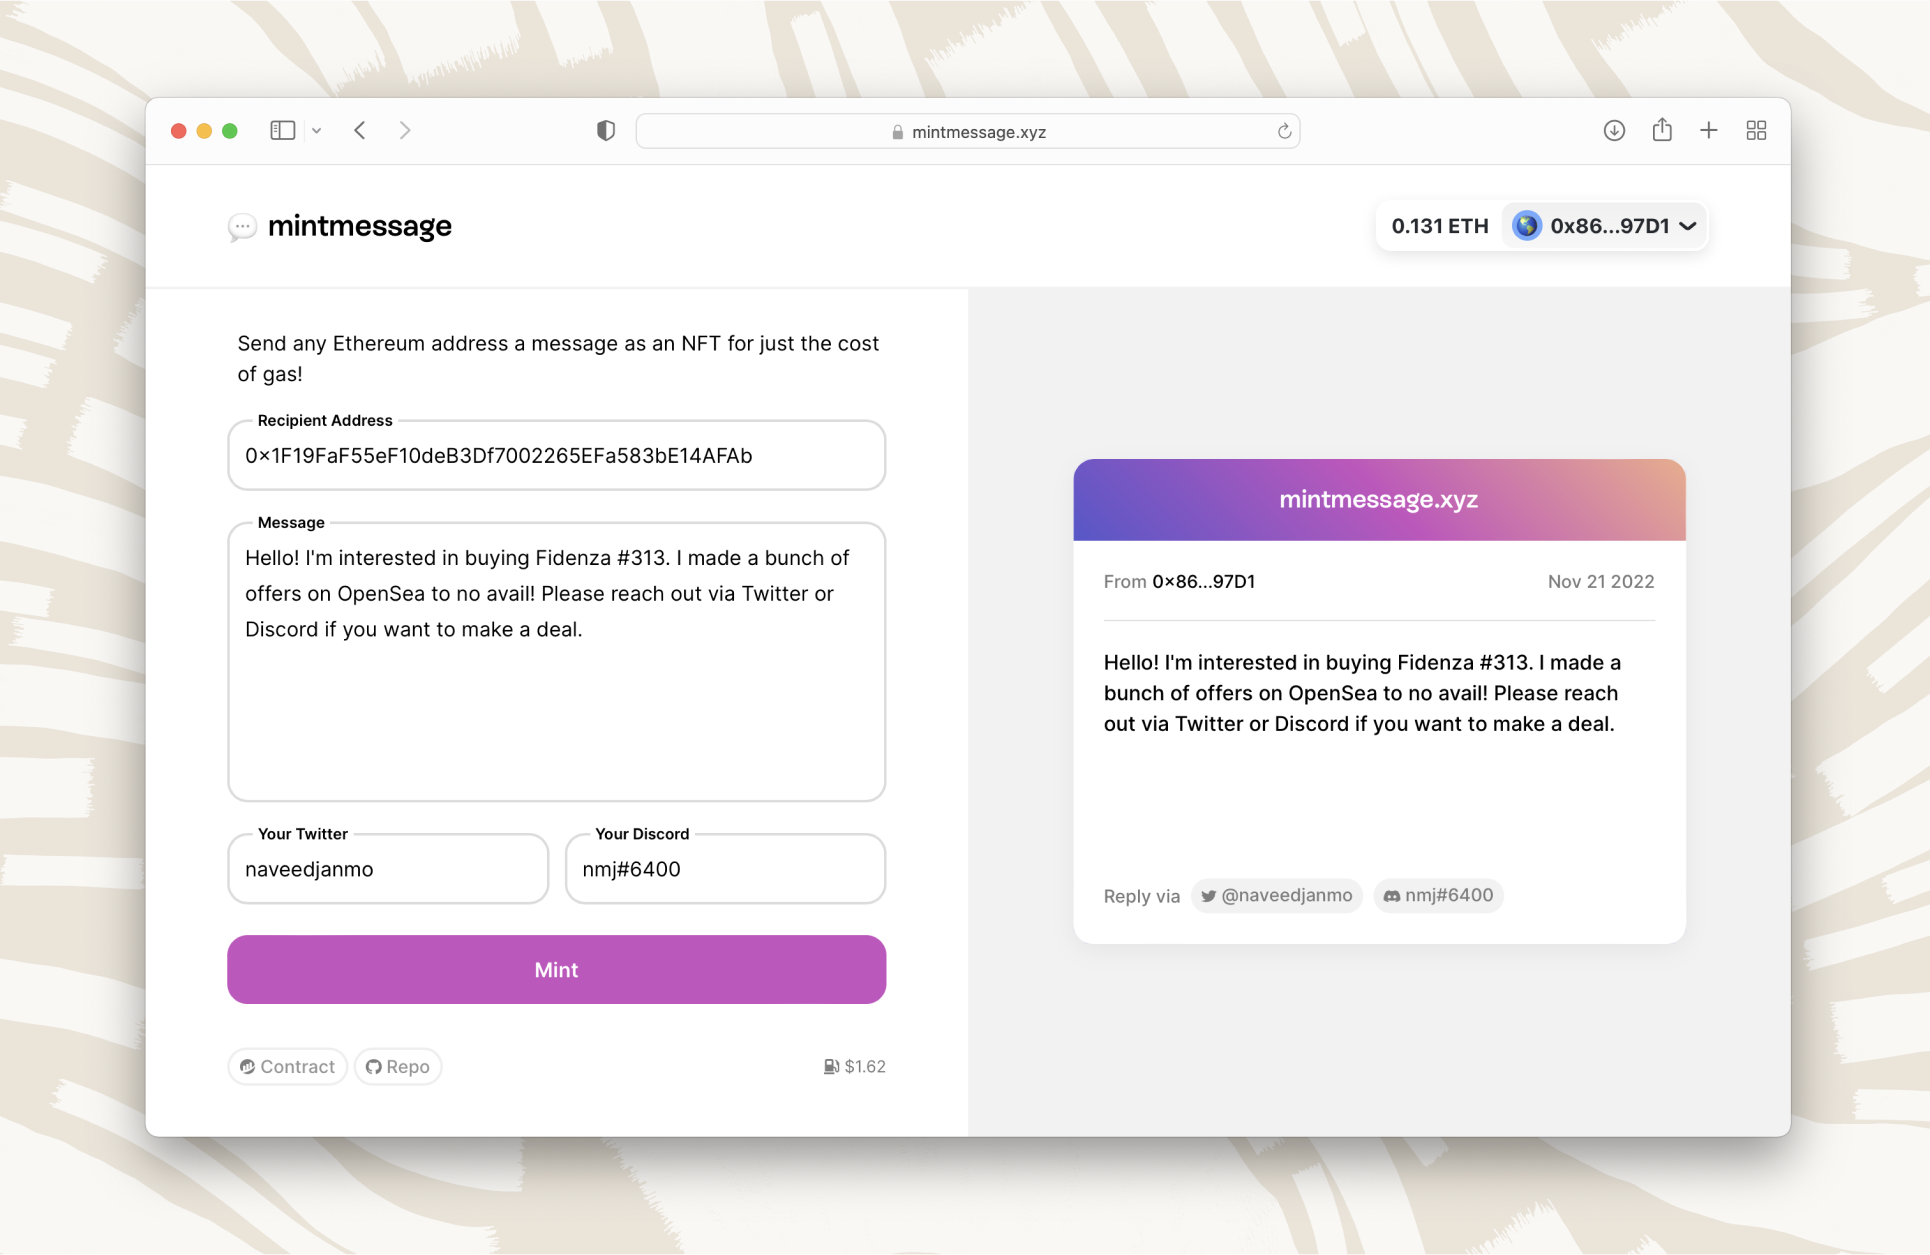 mintmessage.xyz
mintmessage
0.131 ETH
0x86...97D1
Send any Ethereum address a message as an NFT for just the cost
of gas!
Recipient Address
0x1F19FaF55eF10deB3Df7002265EFa583bE14AFAb
Message
Hello! I'm interested in buying Fidenza #313. I made a bunch of
offers on OpenSea to no avail! Please reach out via Twitter or
Discord if you want to make a deal.
Your Twitter
naveedjanmo
Your Discord
nmj#6400
Mint
Contract
Repo
$1.62
mintmessage.xyz
From 0x86...97D1
Nov 21 2022
Hello! I'm interested in buying Fidenza #313. I made a
bunch of offers on OpenSea to no avail! Please reach
out via Twitter or Discord if you want to make a deal.
Reply via
@naveedjanmo
nmj#6400